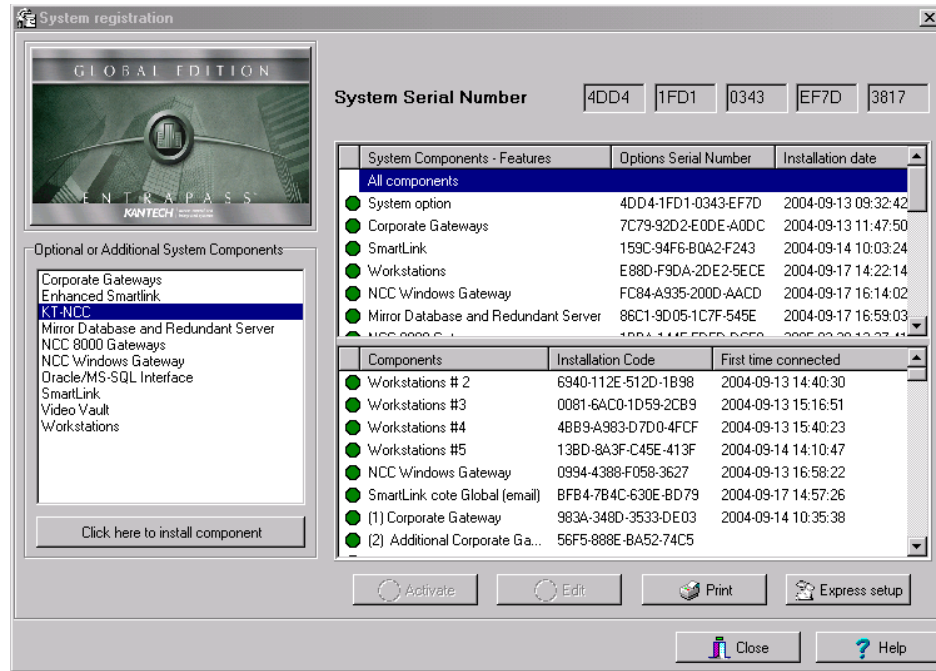 System registration
GLOBAL EDITION
ENTRAPASS
KANTECH
System Serial Number 4DD4 1FD1 0343 EF7D 3817
System Components - Features Options Serial Number Installation date
All components
System option 4DD4-1FD1-0343-EF7D 2004-09-13 09:32:42
Corporate Gateways 7C79-92D2-E0DE-A0DC 2004-09-13 11:47:50
SmartLink 159C-94F6-B0A2-F243 2004-09-14 10:03:24
Workstations E88D-F9DA-2DE2-5ECE 2004-09-17 14:22:14
NCC Windows Gateway FC84-A935-200D-AACD 2004-09-17 16:14:02
Mirror Database and Redundant Server 86C1-9D05-1C7F-545E 2004-09-17 16:59:03
Optional or Additional System Components
Corporate Gateways
Enhanced Smartlink
KT-NCC
Mirror Database and Redundant Server
NCC 8000 Gateways
NCC Windows Gateway
Oracle/MS-SQL Interface
SmartLink
Video Vault
Workstations
Click here to install component
Components Installation Code First time connected
Workstations # 2 6940-112E-512D-1B98 2004-09-13 14:40:30
Workstations #3 0081-6AC0-1D59-2CB9 2004-09-13 15:16:51
Workstations #4 4BB9-A983-D7D0-4FCF 2004-09-13 15:40:23
Workstations #5 13BD-8A3F-C45E-413F 2004-09-14 14:10:47
NCC Windows Gateway 0994-4388-F058-3627 2004-09-13 16:58:22
SmartLink cote Global (email) BFB4-7B4C-630E-BD79 2004-09-17 14:57:26
(1) Corporate Gateway 983A-348D-3533-DE03 2004-09-14 10:35:38
(2) Additional Corporate Ga... 56F5-888E-BA52-74C5
Activate Edit Print Express setup
Close Help